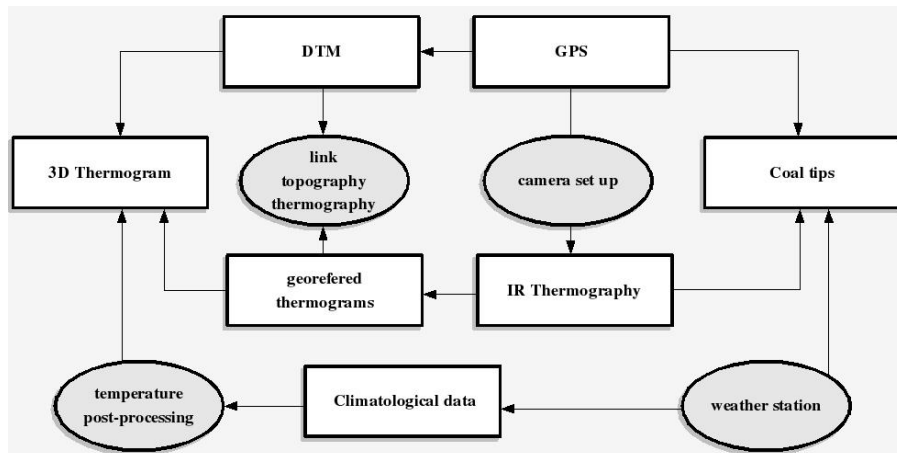 DTM
GPS
3D Thermogram
link
topography
thermography
camera set up
Coal tips
georefered
thermograms
IR Thermography
temperature
post-processing
Climatological data
weather station